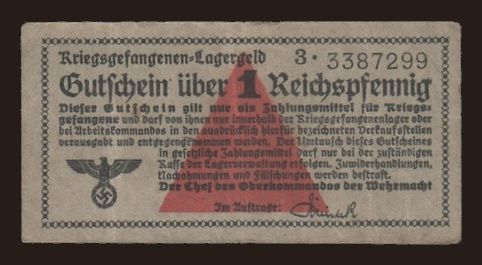 Kriegsgefangenen-Lagergeld 3 · 3387299
Gutschein über 1 Reichspfennig
Dieser Gutschein gilt nur als Zahlungsmittel für Kriegs-
gefangene und darf von ihnen nur innerhalb der Kriegsgefangenenlager oder
bei Arbeitskommandos in den ausdrücklich hierfür bezeichneten Verkaufsstellen
verausgabt und entgegengenommen werden. Der Umtausch dieses Gutscheines
in gesetzliche Zahlungsmittel darf nur bei der zuständigen
Kasse der Lagerverwaltung erfolgen. Zuwiderhandlungen,
Nachahmungen und Fälschungen werden bestraft.
Der Chef des Oberkommandos der Wehrmacht
Im Auftrage: